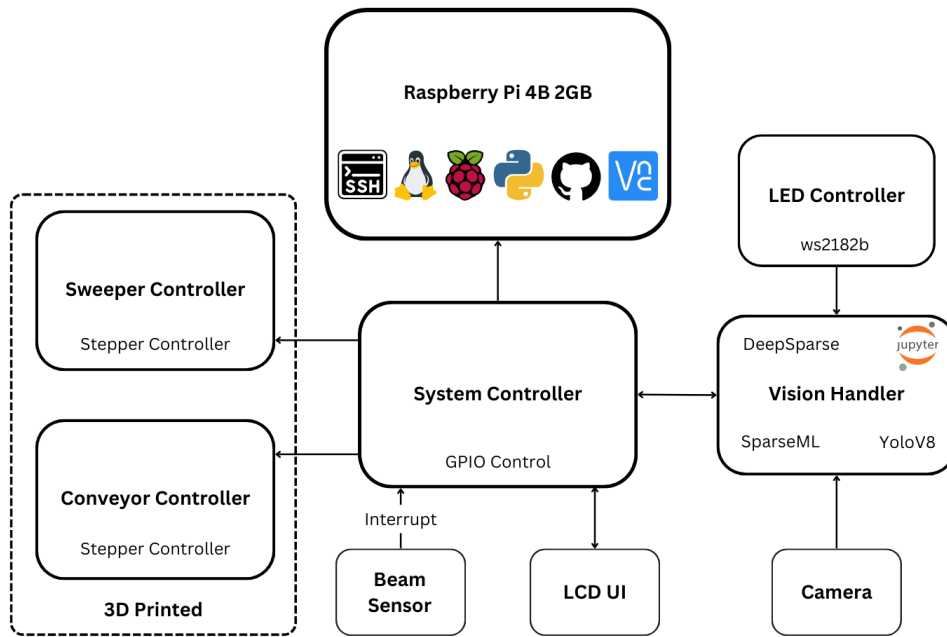 Raspberry Pi 4B 2GB
SSH
VNC
LED Controller
ws2182b
Sweeper Controller
Stepper Controller
System Controller
GPIO Control
DeepSparse
jupyter
Vision Handler
SparseML
YoloV8
Conveyor Controller
Stepper Controller
3D Printed
Interrupt
Beam
Sensor
LCD UI
Camera